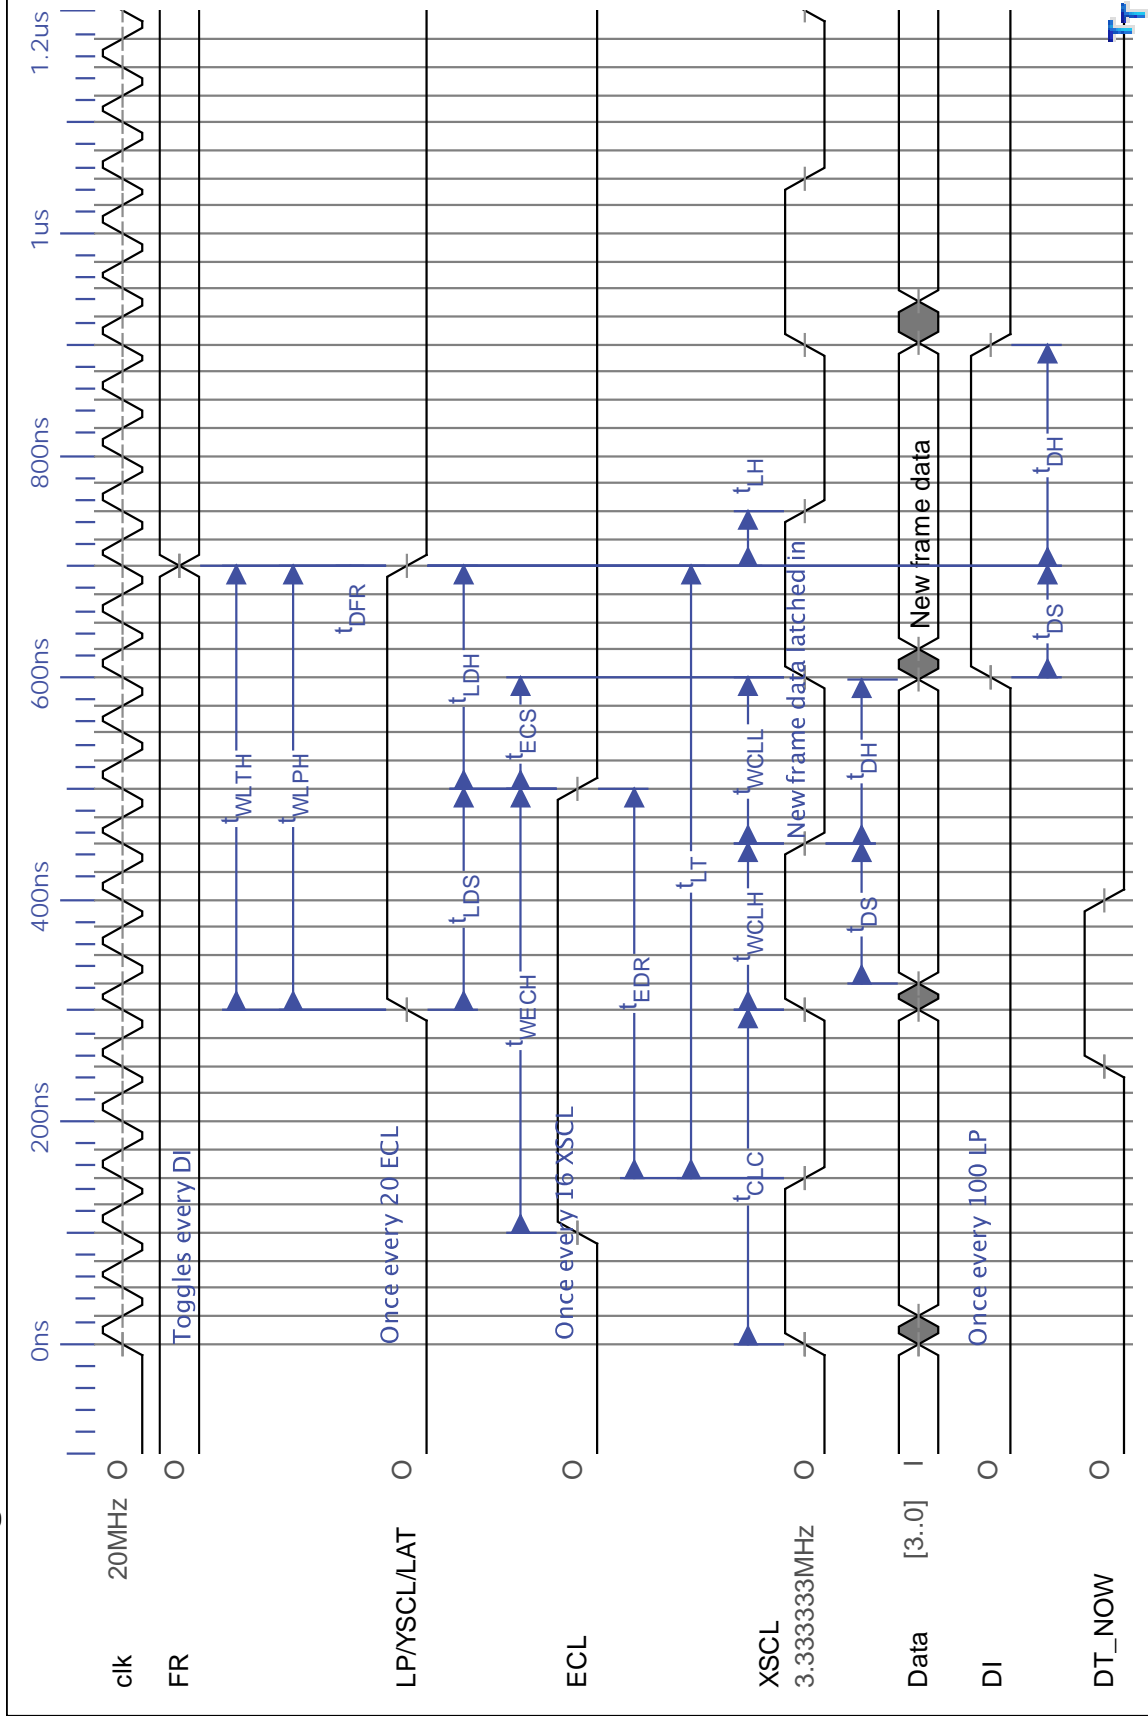 0ns 200ns 400ns 600ns 800ns 1us 1.2us
clk 20MHz O
FR O
Toggles every DI
tWLTH
tWLPH
tDFR
LP/YSCL/LAT O
Once every 20 ECL
tLDS tLDH
tWECH tECS
ECL O
Once every 16 XSCL
tEDR
tLT
tCLC tWCLH tWCLL tLH
XSCL
3.333333MHz O
New frame data latched in
tDS tDH
Data [3..0] I
New frame data
DI O
Once every 100 LP
tDS tDH
DT_NOW O